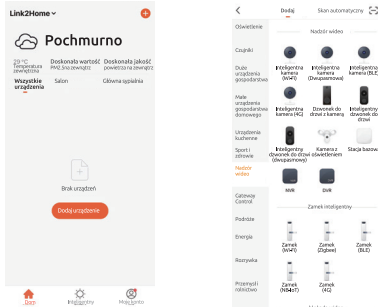 Link2Home
Pochmurno
29 °C
Temperatura
zewnętrzna
Doskonała wartość
PM2.5na zewnątrz
Doskonała jakość
powietrza na zewnątrz
Wszystkie
urządzenia
Salon
Główna sypialnia
Brak urządzeń
Dodaj urządzenie
Dom
Inteligentny
Moje konto
Dodaj
Skan automatyczny
Oświetlenie
Czujniki
Duże
urządzenia
gospodarstwa
Małe
urządzenia
gospodarstwa
domowego
Urządzenia
kuchenne
Sport i
zdrowie
Nadzór
wideo
Gateway
Control
Podróże
Energia
Rozrywka
Przemysł i
rolnictwo
Nadzór wideo
Inteligentna
kamera
(WI-FI)
Inteligentna
kamera
(Dwupasmowa)
Inteligentna
kamera (BLE)
Inteligentna
kamera (4G)
Dzwonek do
drzwi z kamerą
Inteligentny
dzwonek do
drzwi
Inteligentny
dzwonek do drzwi
(dwupasmowy)
Kamera z
oświetleniem
Stacja bazowa
NVR
DVR
Zamek inteligentny
Zamek
(WI-FI)
Zamek
(Zigbee)
Zamek
(BLE)
Zamek
(NB-IoT)
Zamek
(4G)